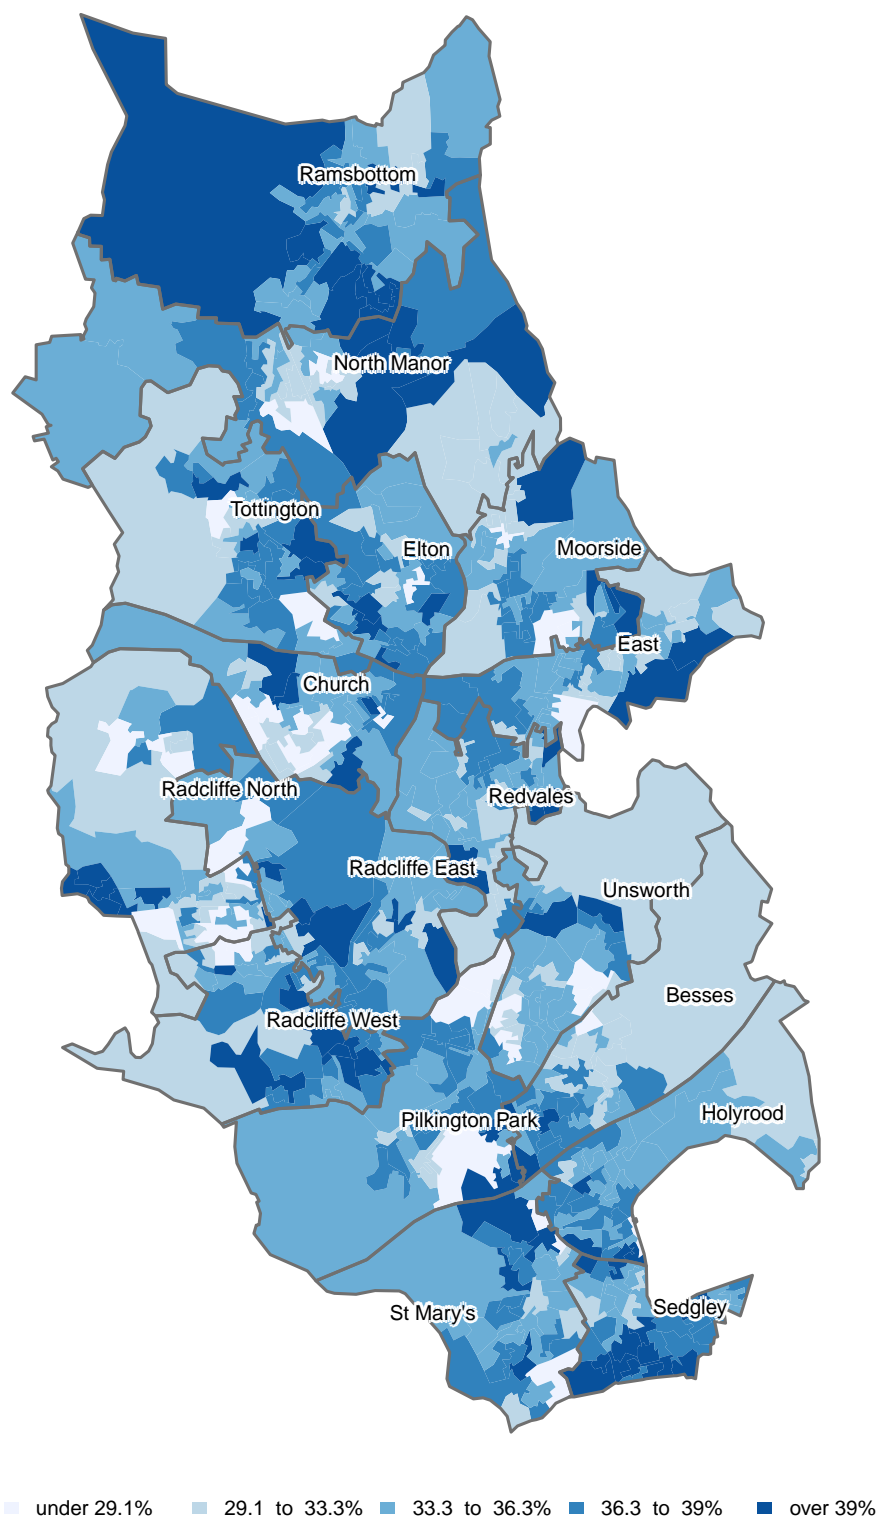 Ramsbottom
North Manor
Tottington
Elton
Moorside
East
Church
Radcliffe North
Redvales
Radcliffe East
Unsworth
Besses
Radcliffe West
Holyrood
Pilkington Park
Sedgley
St Mary's
under 29.1% 29.1 to 33.3% 33.3 to 36.3% 36.3 to 39% over 39%